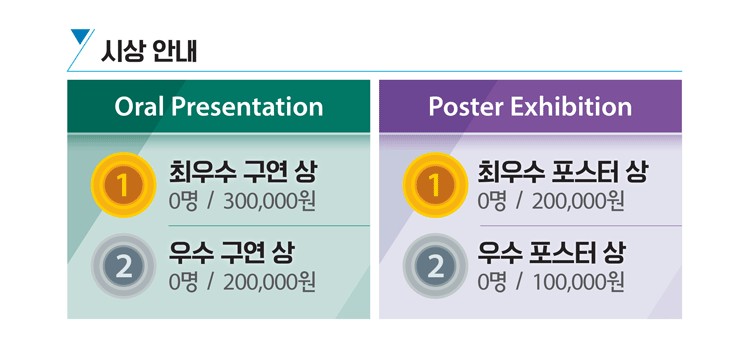 시상 안내
Oral Presentation
1
최우수 구연 상
0명 / 300,000원
2
우수 구연 상
0명 / 200,000원
Poster Exhibition
1
최우수 포스터 상
0명 / 200,000원
2
우수 포스터 상
0명 / 100,000원